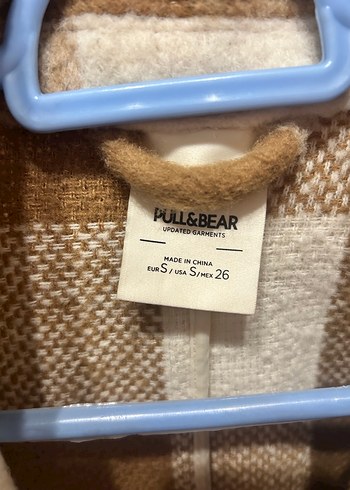 PULL&BEAR
UPDATED GARMENTS
MADE IN CHINA
EUR S / USA S / MEX 26